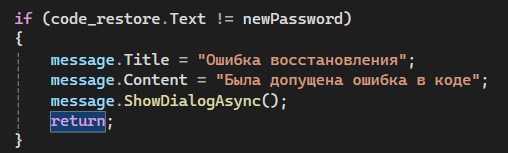 if (code_restore.Text != newPassword)
{
message.Title = "Ошибка восстановления";
message.Content = "Была допущена ошибка в коде";
message.ShowDialogAsync();
return;
}